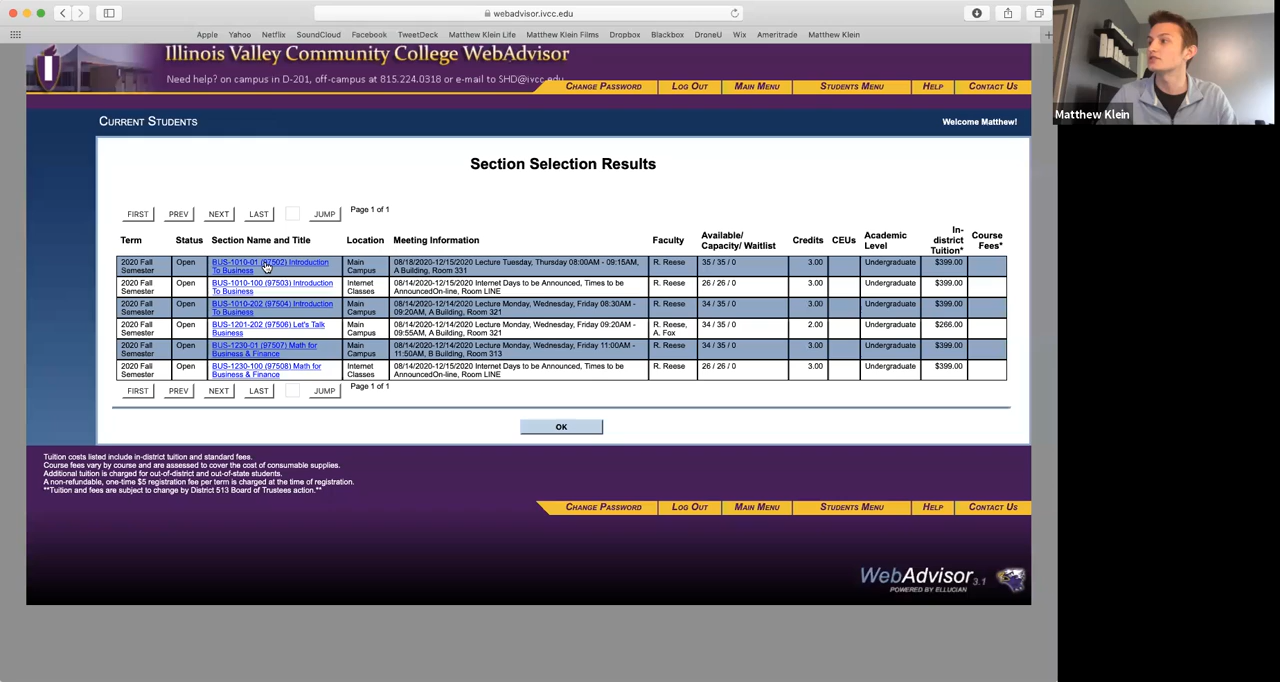 webadvisor.ivcc.edu
Apple Yahoo Netflix SoundCloud Facebook TweetDeck Matthew Klein Life Matthew Klein Films Dropbox Blackbox DroneU Wix Ameritrade Matthew Klein
Illinois Valley Community College WebAdvisor
Need help? on campus in D-201, off-campus at 815.224.0318 or e-mail to SHD@ivcc.edu
CHANGE PASSWORD LOG OUT MAIN MENU STUDENTS MENU HELP CONTACT US
Matthew Klein
CURRENT STUDENTS
Welcome Matthew!
Section Selection Results
FIRST PREV NEXT LAST JUMP Page 1 of 1
Term Status Section Name and Title Location Meeting Information Faculty Available/ Capacity/ Waitlist Credits CEUs Academic Level In-district Tuition* Course Fees*
2020 Fall Open BUS-1010-01 (97502) Introduction Main 08/18/2020-12/15/2020 Lecture Tuesday, Thursday 08:00AM - 09:15AM, R. Reese 35 / 35 / 0 3.00 Undergraduate $399.00
Semester To Business Campus A Building, Room 331
2020 Fall Open BUS-1010-100 (97503) Introduction Internet 08/14/2020-12/15/2020 Internet Days to be Announced, Times to be R. Reese 26 / 26 / 0 3.00 Undergraduate $399.00
Semester To Business Classes AnnouncedOn-line, Room LINE
2020 Fall Open BUS-1010-202 (97504) Introduction Main 08/14/2020-12/14/2020 Lecture Monday, Wednesday, Friday 08:30AM - R. Reese 34 / 35 / 0 3.00 Undergraduate $399.00
Semester To Business Campus 09:20AM, A Building, Room 321
2020 Fall Open BUS-1201-202 (97506) Let's Talk Main 08/14/2020-12/14/2020 Lecture Monday, Wednesday, Friday 09:20AM - R. Reese, 34 / 35 / 0 2.00 Undergraduate $266.00
Semester Business Campus 09:55AM, A Building, Room 321 A. Fox
2020 Fall Open BUS-1230-01 (97507) Math for Main 08/14/2020-12/14/2020 Lecture Monday, Wednesday, Friday 11:00AM - R. Reese 34 / 35 / 0 3.00 Undergraduate $399.00
Semester Business & Finance Campus 11:50AM, B Building, Room 313
2020 Fall Open BUS-1230-100 (97508) Math for Internet 08/14/2020-12/15/2020 Internet Days to be Announced, Times to be R. Reese 26 / 26 / 0 3.00 Undergraduate $399.00
Semester Business & Finance Classes AnnouncedOn-line, Room LINE
FIRST PREV NEXT LAST JUMP Page 1 of 1
OK
Tuition costs listed include in-district tuition and standard fees.
Course fees vary by course and are assessed to cover the cost of consumable supplies.
Additional tuition is charged for out-of-district and out-of-state students.
A non-refundable, one-time $5 registration fee per term is charged at the time of registration.
**Tuition and fees are subject to change by District 513 Board of Trustees action.**
CHANGE PASSWORD LOG OUT MAIN MENU STUDENTS MENU HELP CONTACT US
WebAdvisor 3.1
POWERED BY ELLUCIAN